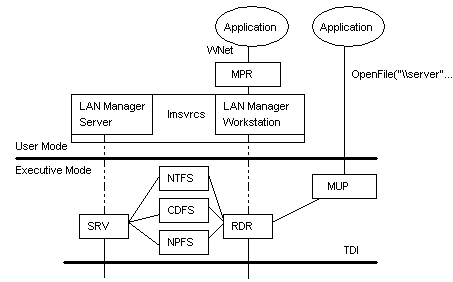 Application
Application
WNet
MPR
OpenFile("\\server"...
LAN Manager
Server
lmsvrcs
LAN Manager
Workstation
User Mode
Executive Mode
NTFS
MUP
CDFS
SRV
RDR
NPFS
TDI